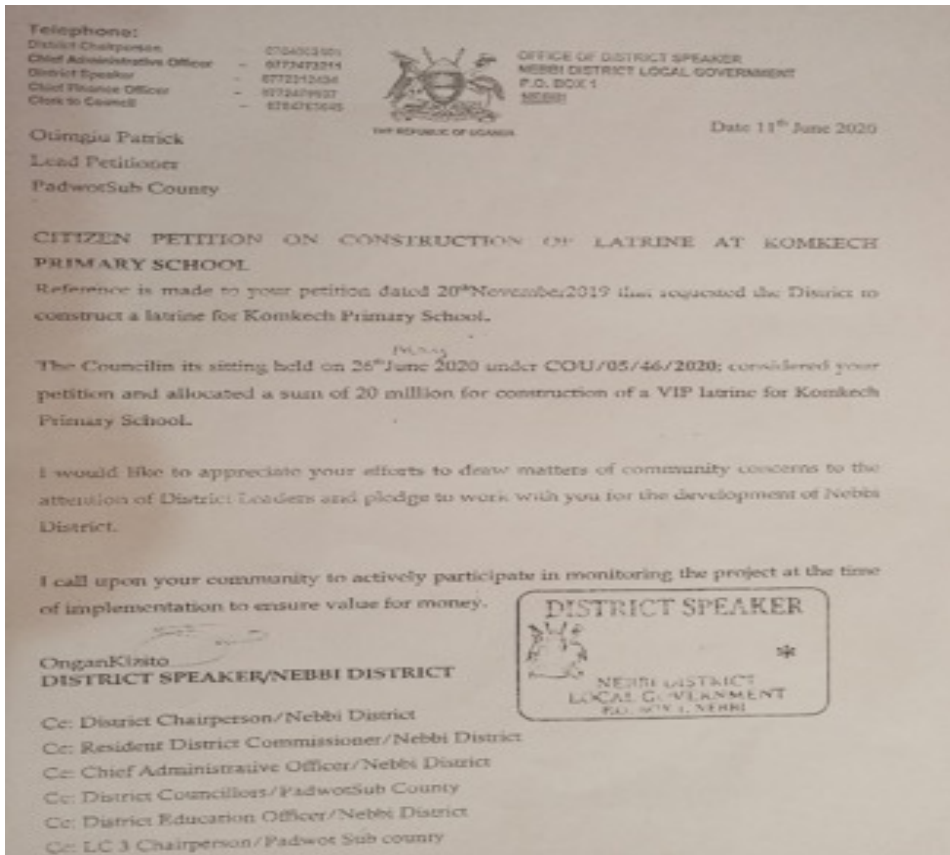 Telephone:
District Chairperson
Chief Administrative Officer -
District Speaker -
Chief Finance Officer -
Clerk to Council -
THE REPUBLIC OF UGANDA
OFFICE OF DISTRICT SPEAKER
NEBBI DISTRICT LOCAL GOVERNMENT
P.O. BOX 1
NEBBI
Date 11th June 2020
Otimgiu Patrick
Lead Petitioner
PadwotSub County
CITIZEN PETITION ON CONSTRUCTION OF LATRINE AT KOMKECH
PRIMARY SCHOOL
Reference is made to your petition dated 20thNovember2019 that requested the District to
construct a latrine for Komkech Primary School.
May
The Councilin its sitting held on 26thJune 2020 under COU/05/46/2020; considered your
petition and allocated a sum of 20 million for construction of a VIP latrine for Komkech
Primary School.
I would like to appreciate your efforts to draw matters of community concerns to the
attention of District Leaders and pledge to work with you for the development of Nebbi
District.
I call upon your community to actively participate in monitoring the project at the time
of implementation to ensure value for money.
DISTRICT SPEAKER
*
NEBBI DISTRICT
LOCAL GOVERNMENT
P.O. BOX 1, NEBBI
OnganKizito
DISTRICT SPEAKER/NEBBI DISTRICT
Cc: District Chairperson/Nebbi District
Cc: Resident District Commissioner/Nebbi District
Cc: Chief Administrative Officer/Nebbi District
Cc: District Councillors/PadwotSub County
Cc: District Education Officer/Nebbi District
Cc: LC 3 Chairperson/Padwot Sub county